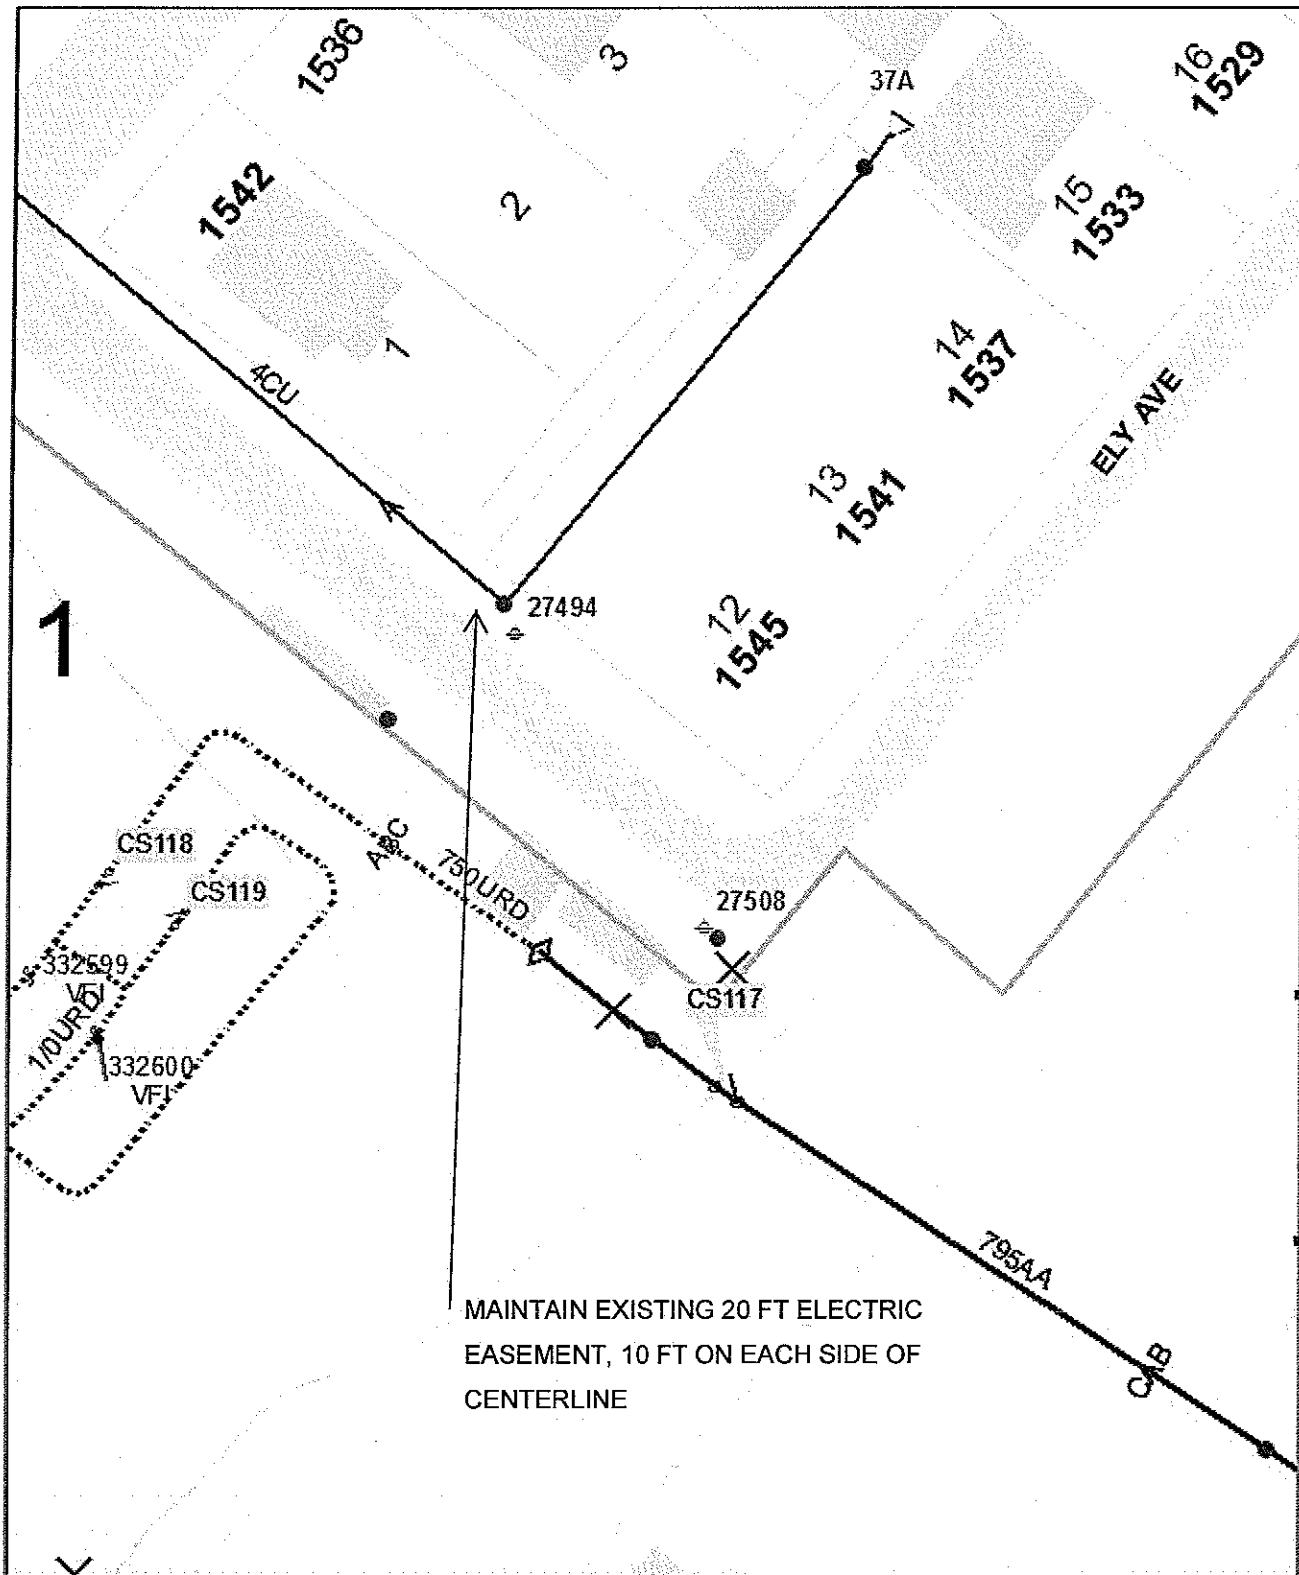 1536
3
37A
16
1529
1542
2
15
1533
4CU
1
14
1537
ELY AVE
13
1541
A
27494
12
1545
1
CS118
ABC
750URD
CS119
27508
332599
VFI
CS117
1/0URD
332600
VFI
795AA
MAINTAIN EXISTING 20 FT ELECTRIC
EASEMENT, 10 FT ON EACH SIDE OF
CENTERLINE
CAB